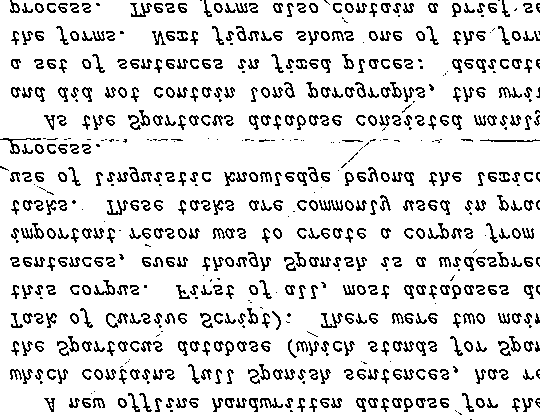 A new offline handwritten database for the
which contains full Spanish sentences, has re
the Spartacus database (which stands for Span
Task of Cursive Script). There were two main
this corpus. First of all, most databases do
sentences, even though Spanish is a widesprea
important reason was to create a corpus from
tasks. These tasks are commonly used in prac
use of linguistic knowledge beyond the lexica
process.
As the Spartacus database consisted mainly
and did not contain long paragraphs, the writ
a set of sentences in fixed places: dedicate
the forms. Next figure shows one of the form
process. These forms also contain a brief se